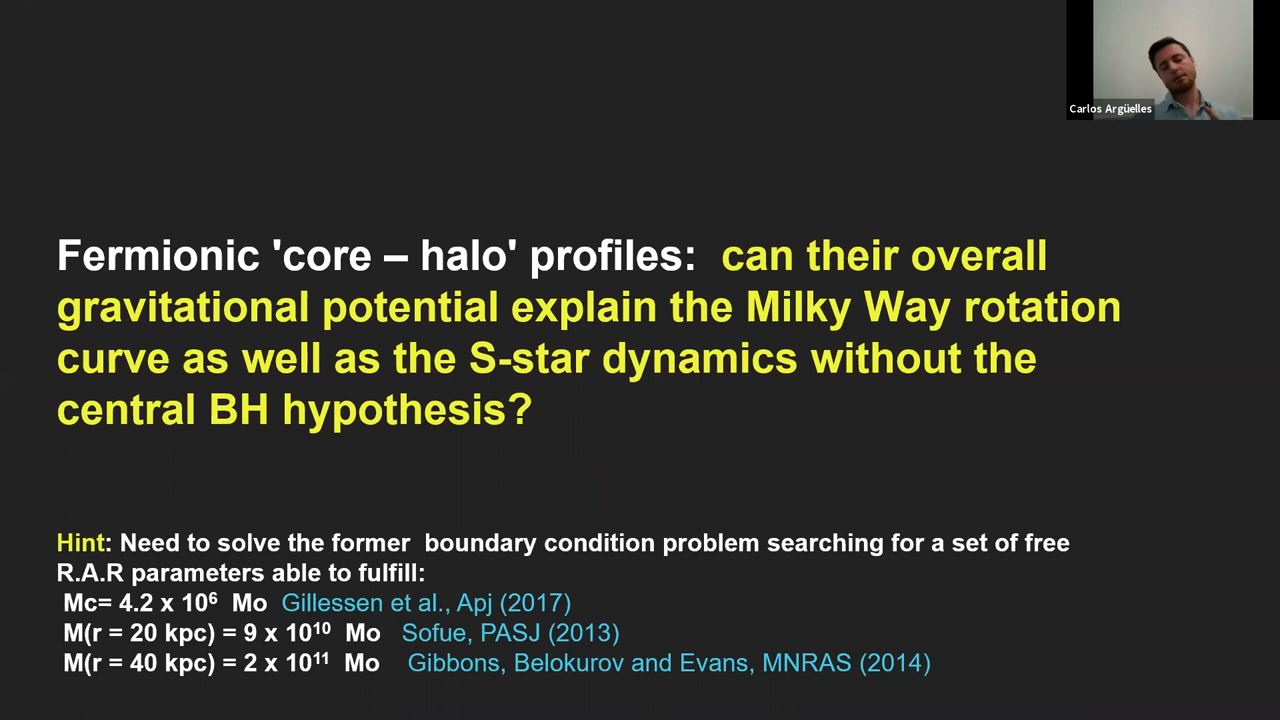 Carlos Argüelles
Fermionic 'core – halo' profiles: can their overall
gravitational potential explain the Milky Way rotation
curve as well as the S-star dynamics without the
central BH hypothesis?
Hint: Need to solve the former boundary condition problem searching for a set of free
R.A.R parameters able to fulfill:
Mc= 4.2 x 10⁶ Mo Gillessen et al., Apj (2017)
M(r = 20 kpc) = 9 x 10¹⁰ Mo Sofue, PASJ (2013)
M(r = 40 kpc) = 2 x 10¹¹ Mo Gibbons, Belokurov and Evans, MNRAS (2014)